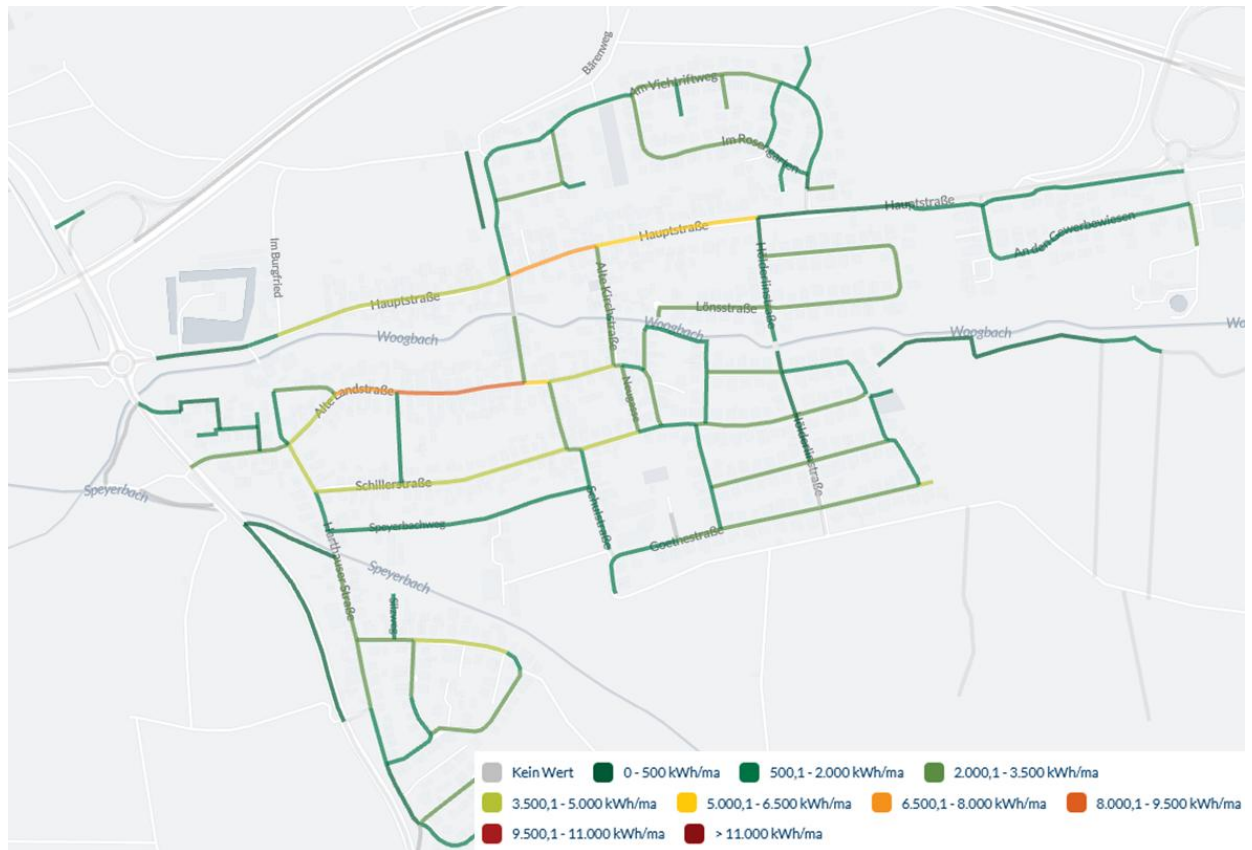 Bärenweg
Am Viehtriftweg
Im Rosengarten
Hauptstraße
Hauptstraße
An den Gewerbewiesen
Im Burgfried
Hölderlinstraße
Alte Kirchstraße
Hauptstraße
Lönsstraße
Woogbach
Woogbach
Woogbach
Alte Landstraße
Neugasse
Hölderlinstraße
Schillerstraße
Speyerbach
Schulstraße
Speyerbachweg
Goethestraße
Speyerbach
Kein Wert 0 - 500 kWh/ma 500,1 - 2.000 kWh/ma 2.000,1 - 3.500 kWh/ma
3.500,1 - 5.000 kWh/ma 5.000,1 - 6.500 kWh/ma 6.500,1 - 8.000 kWh/ma 8.000,1 - 9.500 kWh/ma
9.500,1 - 11.000 kWh/ma > 11.000 kWh/ma